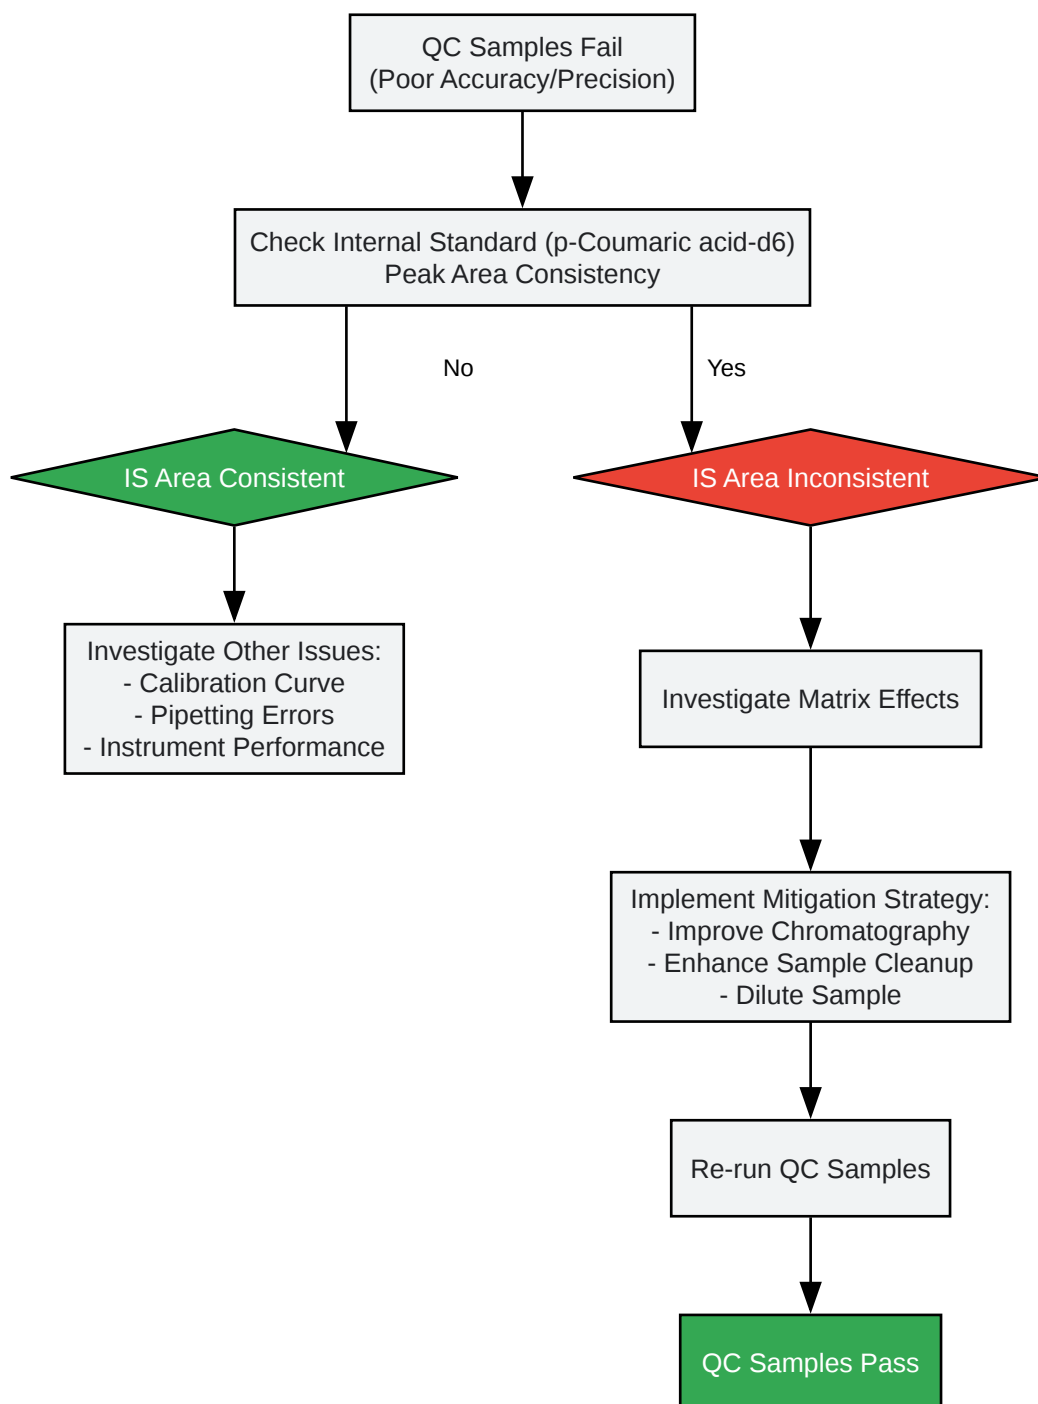 QC Samples Fail
(Poor Accuracy/Precision)
Check Internal Standard (p-Coumaric acid-d6)
Peak Area Consistency
No
Yes
IS Area Consistent
IS Area Inconsistent
Investigate Other Issues:
- Calibration Curve
- Pipetting Errors
- Instrument Performance
Investigate Matrix Effects
Implement Mitigation Strategy:
- Improve Chromatography
- Enhance Sample Cleanup
- Dilute Sample
Re-run QC Samples
QC Samples Pass